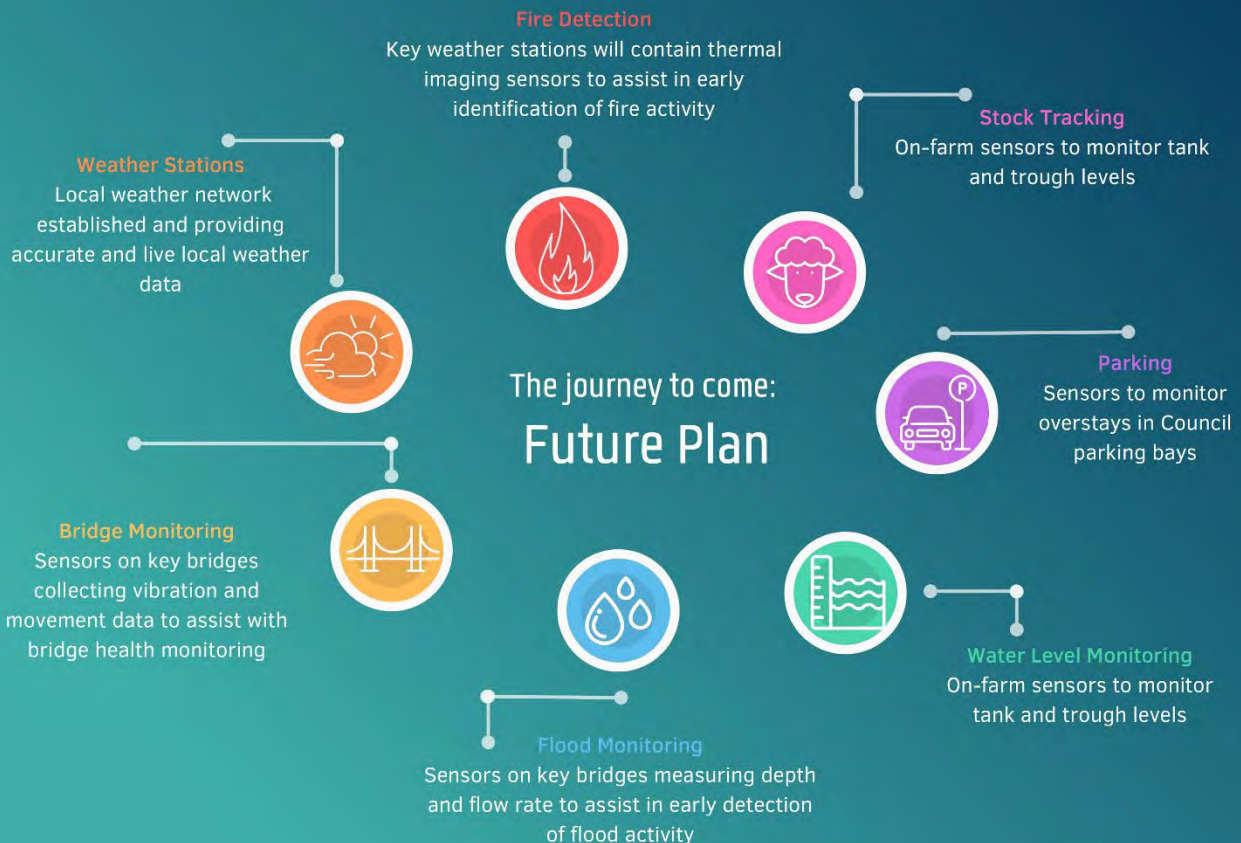 Fire Detection
Key weather stations will contain thermal
imaging sensors to assist in early
identification of fire activity
Stock Tracking
On-farm sensors to monitor tank
and trough levels
Weather Stations
Local weather network
established and providing
accurate and live local weather
data
The journey to come:
Future Plan
Parking
Sensors to monitor
overstays in Council
parking bays
P
Bridge Monitoring
Sensors on key bridges
collecting vibration and
movement data to assist with
bridge health monitoring
Water Level Monitoring
On-farm sensors to monitor
tank and trough levels
Flood Monitoring
Sensors on key bridges measuring depth
and flow rate to assist in early detection
of flood activity